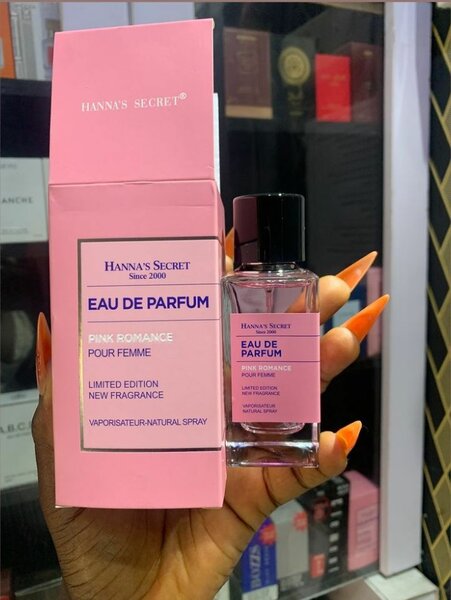 HANNA'S SECRET®
HANNA'S SECRET
Since 2000
EAU DE PARFUM
PINK ROMANCE
POUR FEMME
LIMITED EDITION
NEW FRAGRANCE
VAPORISATEUR-NATURAL SPRAY
HANNA'S SECRET
Since 2000
EAU DE
PARFUM
PINK ROMANCE
POUR FEMME
LIMITED EDITION
NEW FRAGRANCE
VAPORISATEUR
NATURAL SPRAY
ANCHE